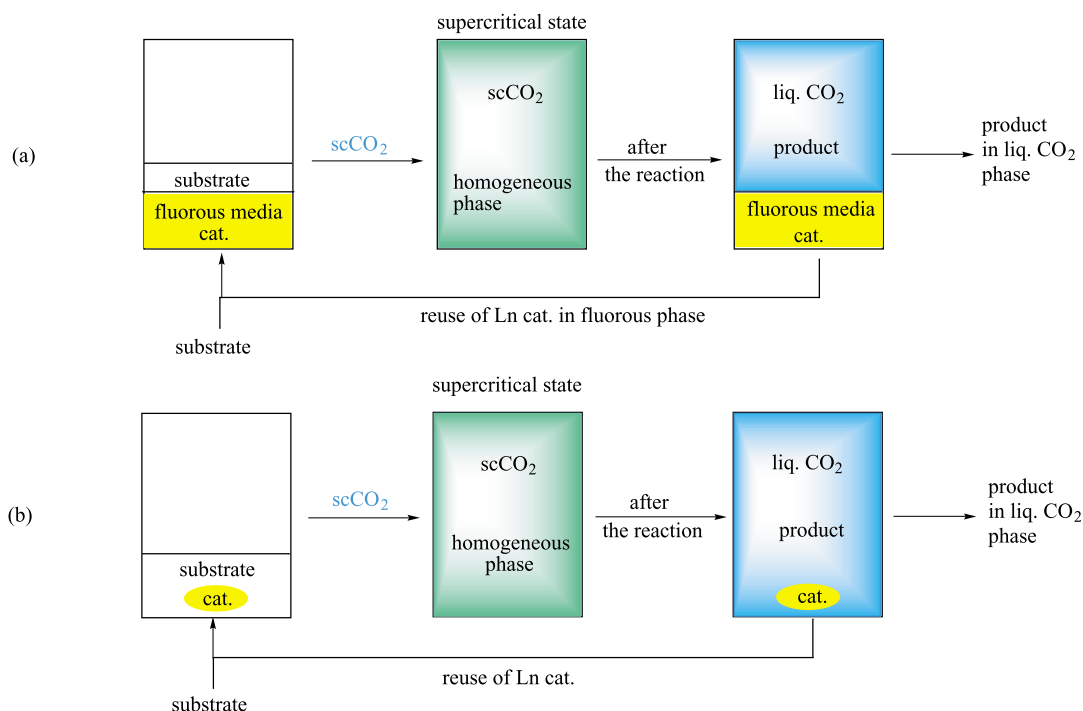 supercritical state
(a)
substrate
fluorous media
cat.
scCO2
scCO2
homogeneous
phase
after
the reaction
liq. CO2
product
fluorous media
cat.
product
in liq. CO2
phase
reuse of Ln cat. in fluorous phase
substrate
supercritical state
(b)
substrate
cat.
scCO2
scCO2
homogeneous
phase
after
the reaction
liq. CO2
product
cat.
product
in liq. CO2
phase
reuse of Ln cat.
substrate